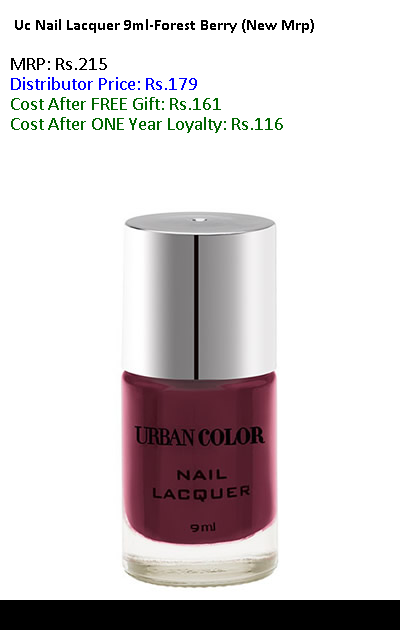 Uc Nail Lacquer 9ml-Forest Berry (New Mrp)
MRP: Rs.215
Distributor Price: Rs.179
Cost After FREE Gift: Rs.161
Cost After ONE Year Loyalty: Rs.116
URBAN COLOR
NAIL
LACQUER
9ml